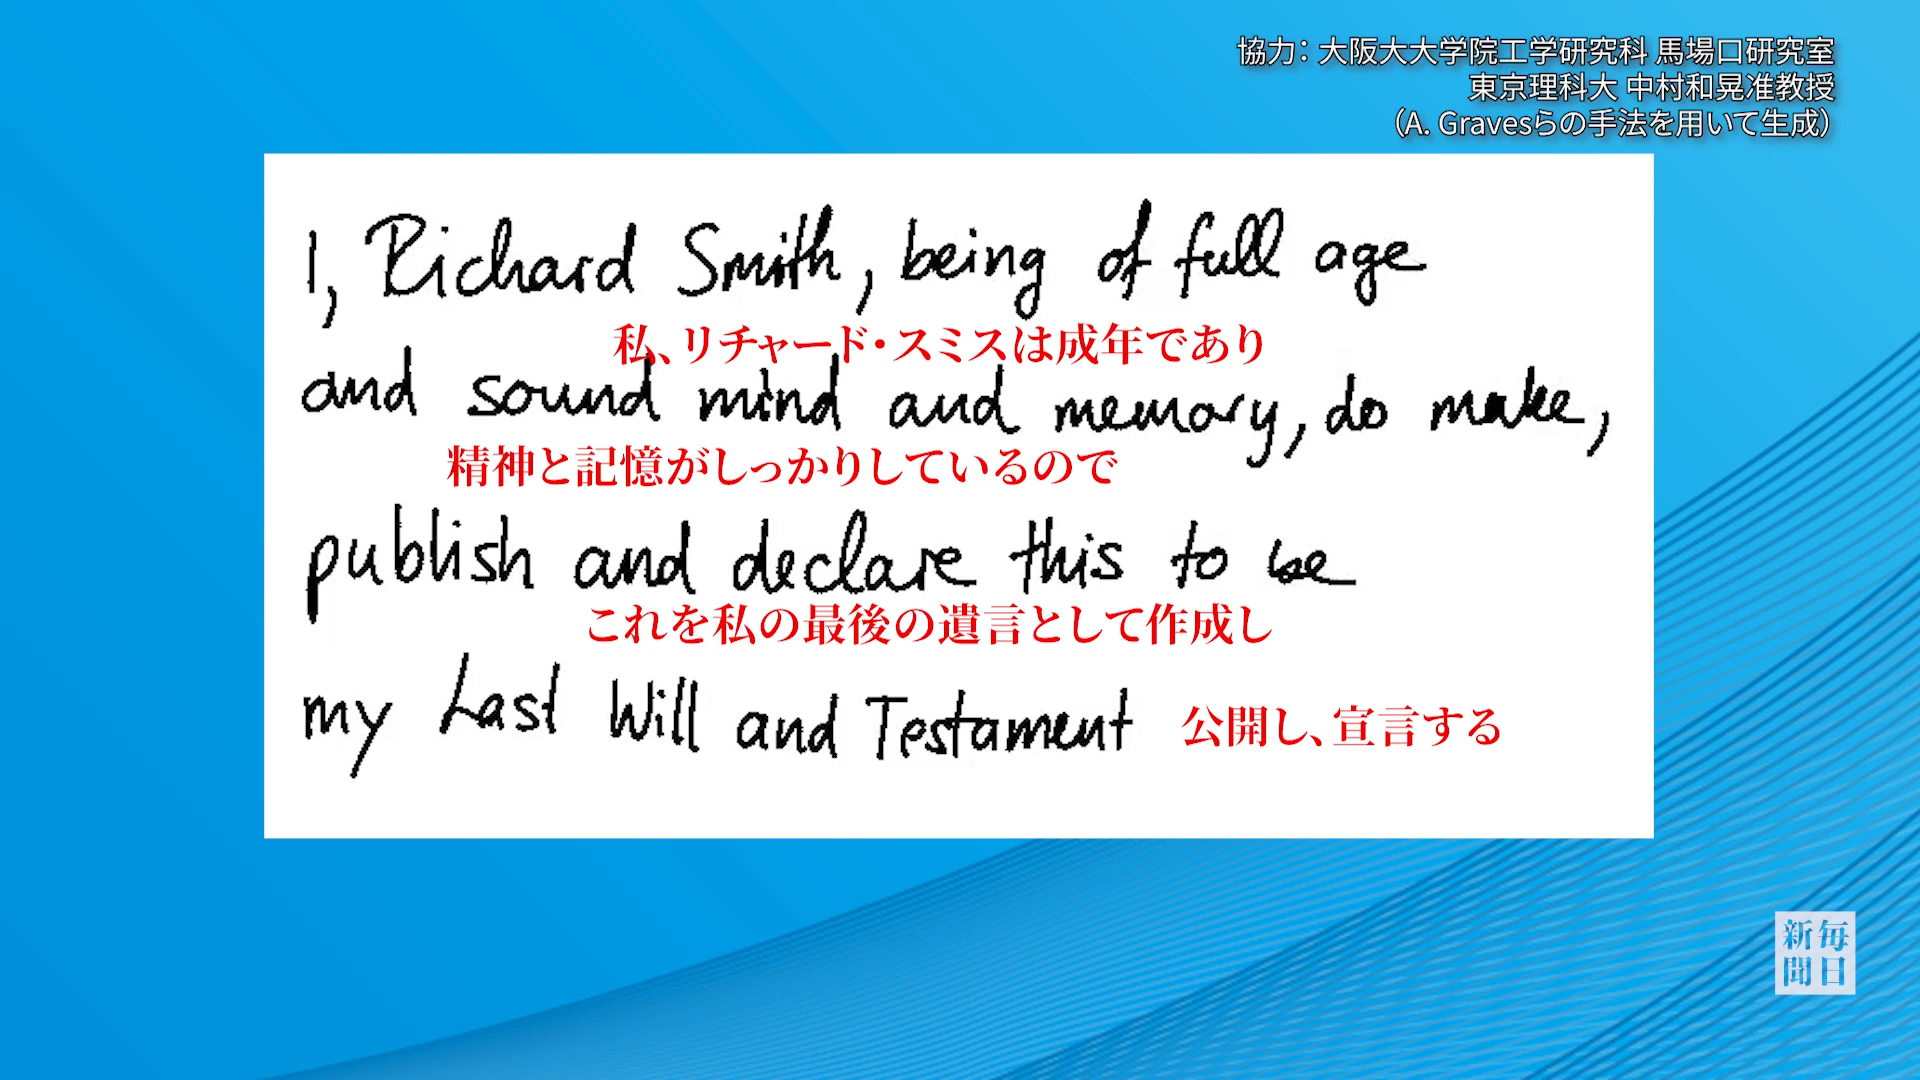 協力：大阪大大学院工学研究科 馬場口研究室
東京理科大 中村和晃准教授
（A. Gravesらの手法を用いて生成）
I, Richard Smith, being of full age
私、リチャード・スミスは成年であり
and sound mind and memory, do make,
精神と記憶がしっかりしているので
publish and declare this to be
これを私の最後の遺言として作成し
my Last Will and Testament
公開し、宣言する
毎日
新聞